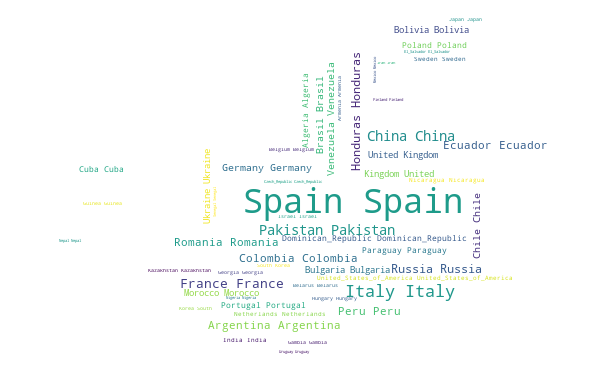 Japan Japan
Bolivia Bolivia
Poland Poland
El_Salvador El_Salvador
Sweden Sweden
Iran Iran
Mexico Mexico
Honduras Honduras
Venezuela Venezuela
Brasil Brasil
Algeria Algeria
Armenia Armenia
Finland Finland
China China
Ecuador Ecuador
United Kingdom
Kingdom United
Belgium Belgium
Germany Germany
Cuba Cuba
Ukraine Ukraine
Czech_Republic Czech_Republic
Nicaragua Nicaragua
Spain Spain
Israel Israel
Chile Chile
Pakistan Pakistan
Romania Romania
Dominican_Republic Dominican_Republic
Nepal Nepal
Paraguay Paraguay
Colombia Colombia
Kazakhstan Kazakhstan
Georgia Georgia
Bulgaria Bulgaria
Russia Russia
United_States_of_America United_States_of_America
France France
Belarus Belarus
Italy Italy
Morocco Morocco
Nigeria Nigeria
Hungary Hungary
Portugal Portugal
Korea South
Netherlands Netherlands
Peru Peru
Argentina Argentina
India India
Gambia Gambia
Uruguay Uruguay